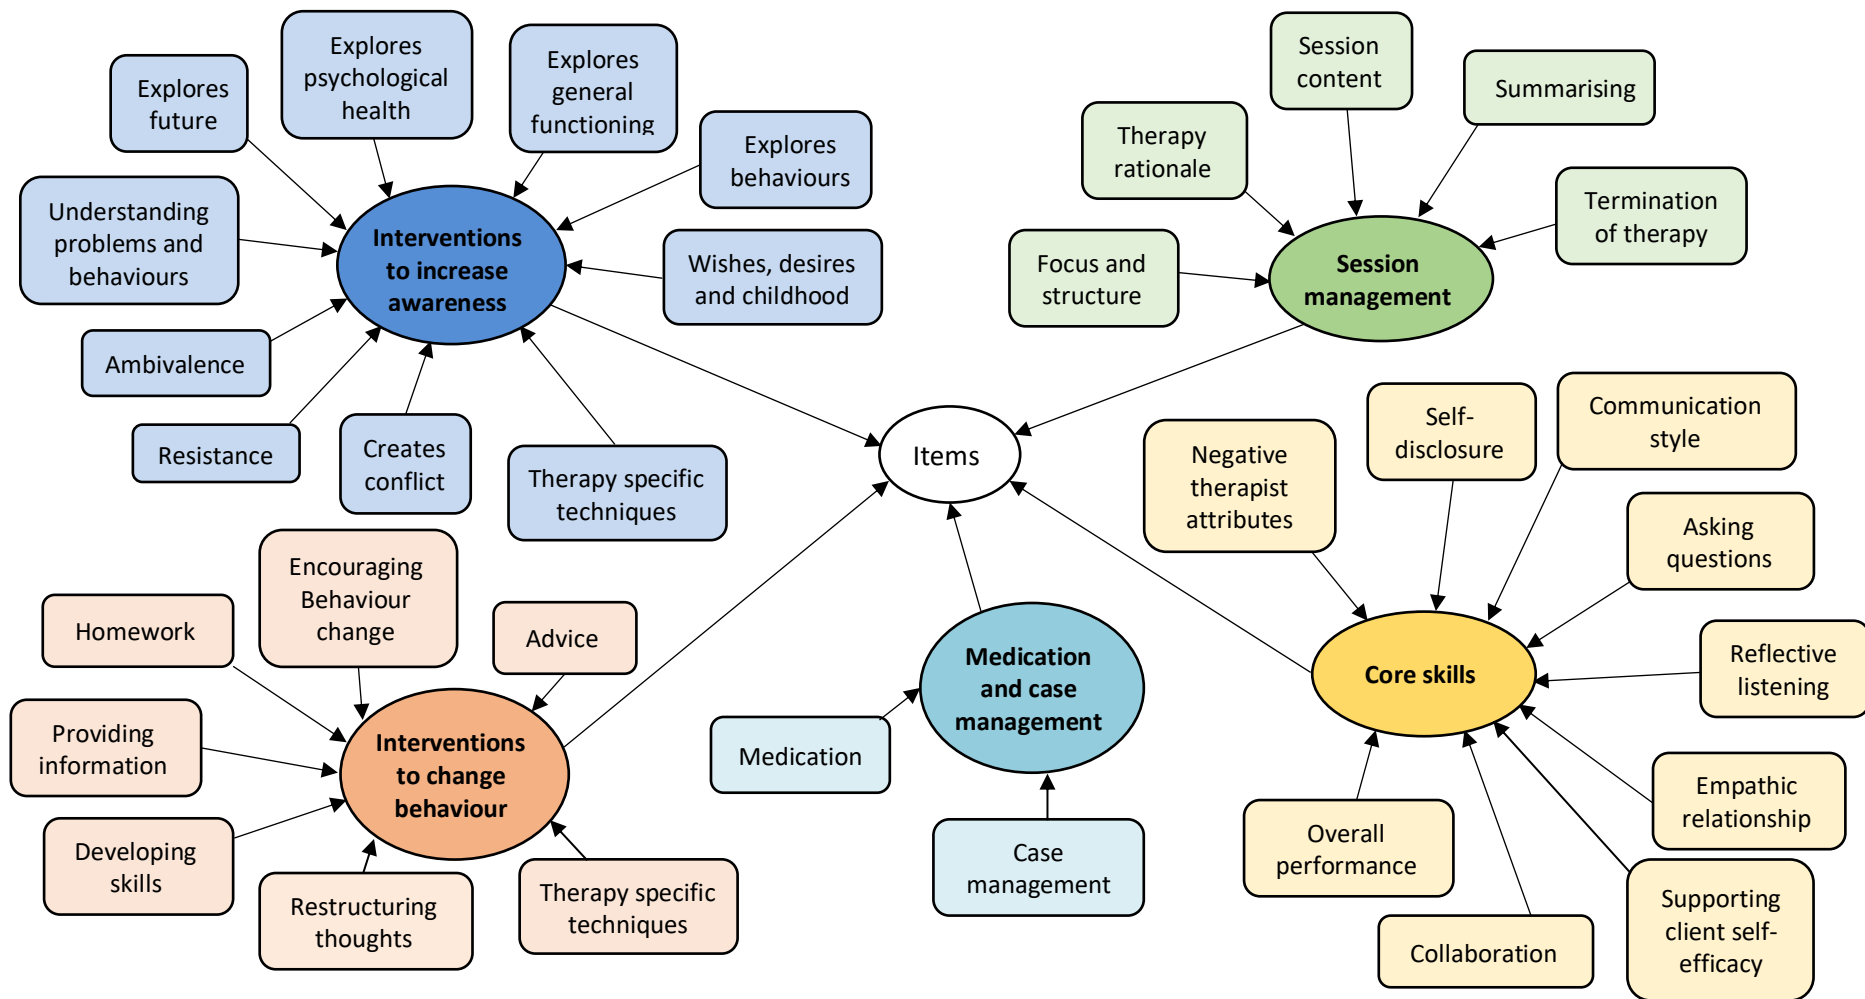 Explores
future
Explores
psychological
health
Explores
general
functioning
Explores
behaviours
Understanding
problems and
behaviours
Interventions
to increase
awareness
Wishes, desires
and childhood
Ambivalence
Resistance
Creates
conflict
Therapy specific
techniques
Session
content
Summarising
Therapy
rationale
Termination
of therapy
Focus and
structure
Session
management
Items
Negative
therapist
attributes
Self-
disclosure
Communication
style
Asking
questions
Reflective
listening
Core skills
Empathic
relationship
Overall
performance
Collaboration
Supporting
client self-
efficacy
Medication
and case
management
Medication
Case
management
Homework
Encouraging
Behaviour
change
Advice
Providing
information
Interventions
to change
behaviour
Developing
skills
Restructuring
thoughts
Therapy specific
techniques